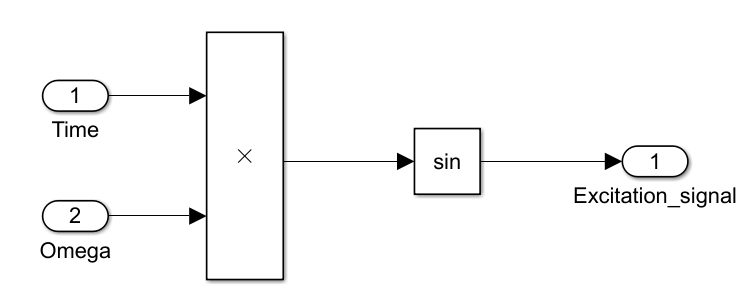 1
Time
2
Omega
×
sin
1
Excitation_signal